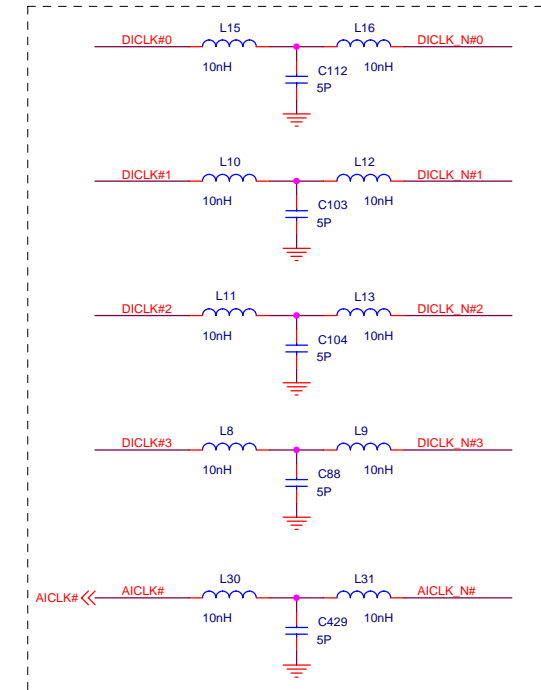 L15 L16
DICLK#0 DICLK_N#0
10nH C112 10nH
5P
L10 L12
DICLK#1 DICLK_N#1
10nH C103 10nH
5P
L11 L13
DICLK#2 DICLK_N#2
10nH C104 10nH
5P
L8 L9
DICLK#3 DICLK_N#3
10nH C88 10nH
5P
L30 L31
AICLK# AICLK# AICLK_N#
10nH C429 10nH
5P